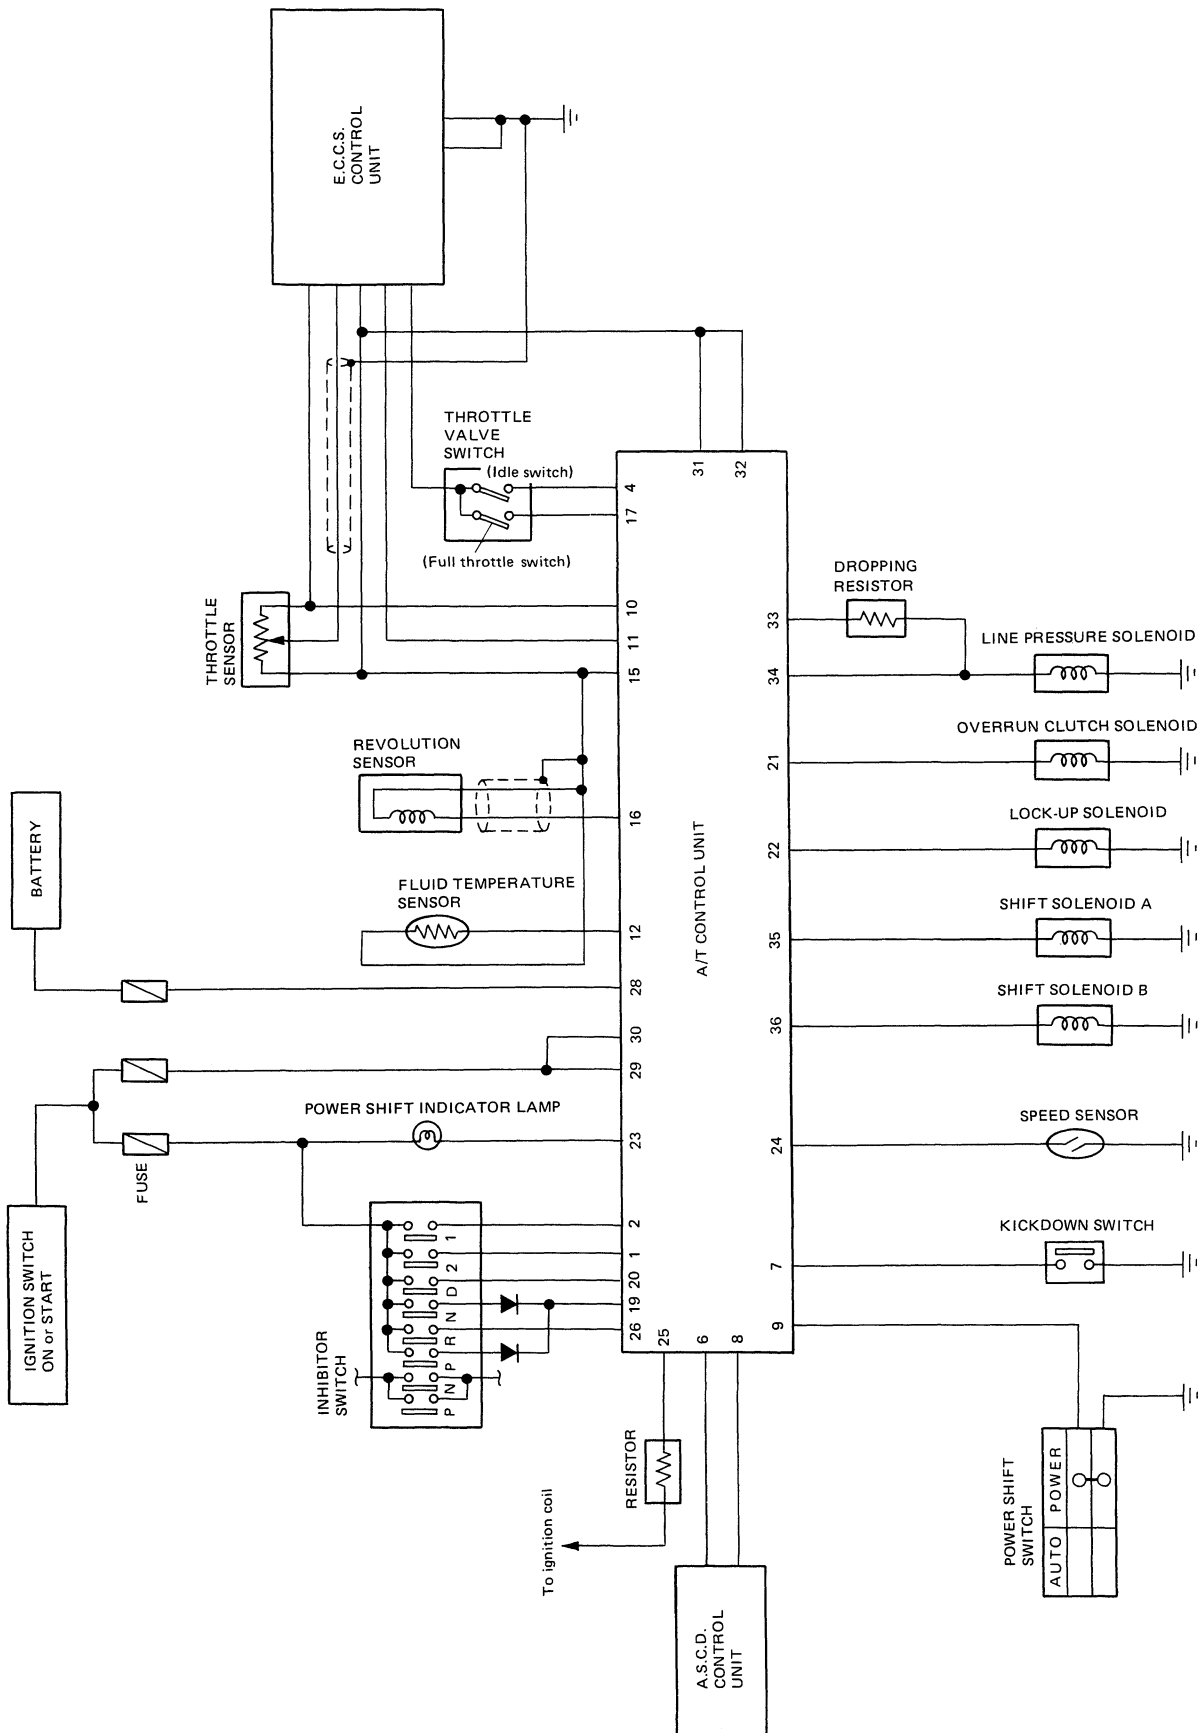 E.C.C.S.
CONTROL
UNIT
THROTTLE
VALVE
SWITCH
(Idle switch)
(Full throttle switch)
31
32
4
17
DROPPING
RESISTOR
THROTTLE
SENSOR
10
11
15
33
34
LINE PRESSURE SOLENOID
REVOLUTION
SENSOR
16
21
OVERRUN CLUTCH SOLENOID
BATTERY
A/T CONTROL UNIT
22
LOCK-UP SOLENOID
FLUID TEMPERATURE
SENSOR
12
35
SHIFT SOLENOID A
28
36
SHIFT SOLENOID B
30
29
POWER SHIFT INDICATOR LAMP
23
24
SPEED SENSOR
FUSE
IGNITION SWITCH
ON or START
2
1
20
19
26
1
2
D
N
R
P
N
P
INHIBITOR
SWITCH
7
KICKDOWN SWITCH
25
6
8
9
RESISTOR
To ignition coil
POWER SHIFT
SWITCH
AUTO
POWER
A.S.C.D.
CONTROL
UNIT